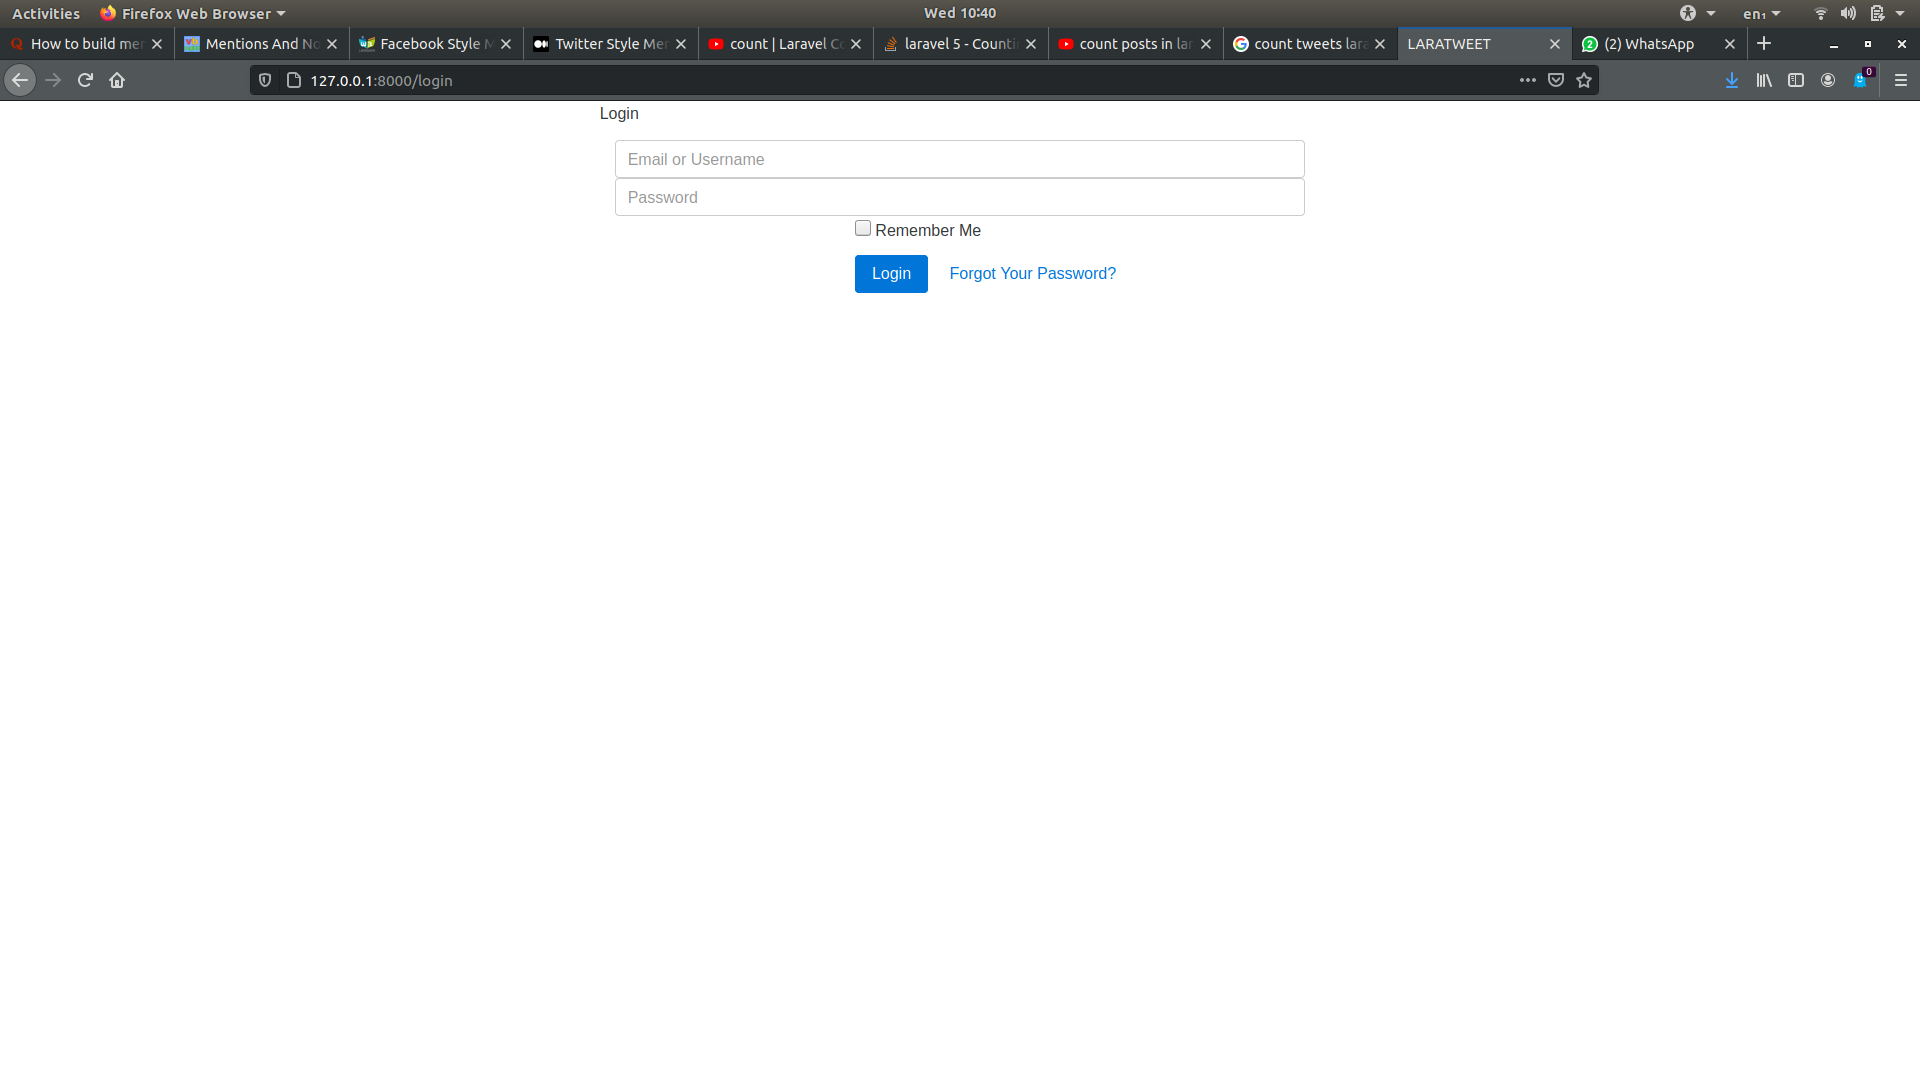 Activities Firefox Web Browser Wed 10:40 en₁
How to build mer Mentions And No Facebook Style M Twitter Style Mer count | Laravel Co laravel 5 - Counti count posts in lar count tweets lara LARATWEET (2) WhatsApp
127.0.0.1:8000/login 0
Login
Email or Username
Password
Remember Me
Login Forgot Your Password?